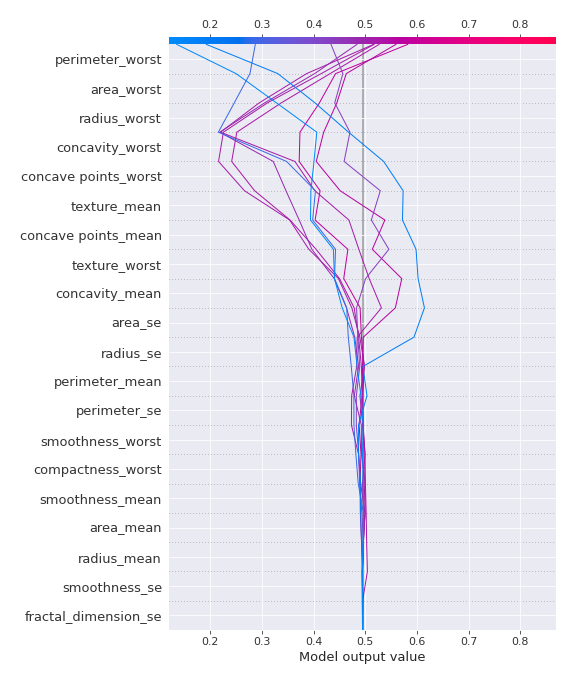 0.2 0.3 0.4 0.5 0.6 0.7 0.8
perimeter_worst
area_worst
radius_worst
concavity_worst
concave points_worst
texture_mean
concave points_mean
texture_worst
concavity_mean
area_se
radius_se
perimeter_mean
perimeter_se
smoothness_worst
compactness_worst
smoothness_mean
area_mean
radius_mean
smoothness_se
fractal_dimension_se
0.2 0.3 0.4 0.5 0.6 0.7 0.8
Model output value